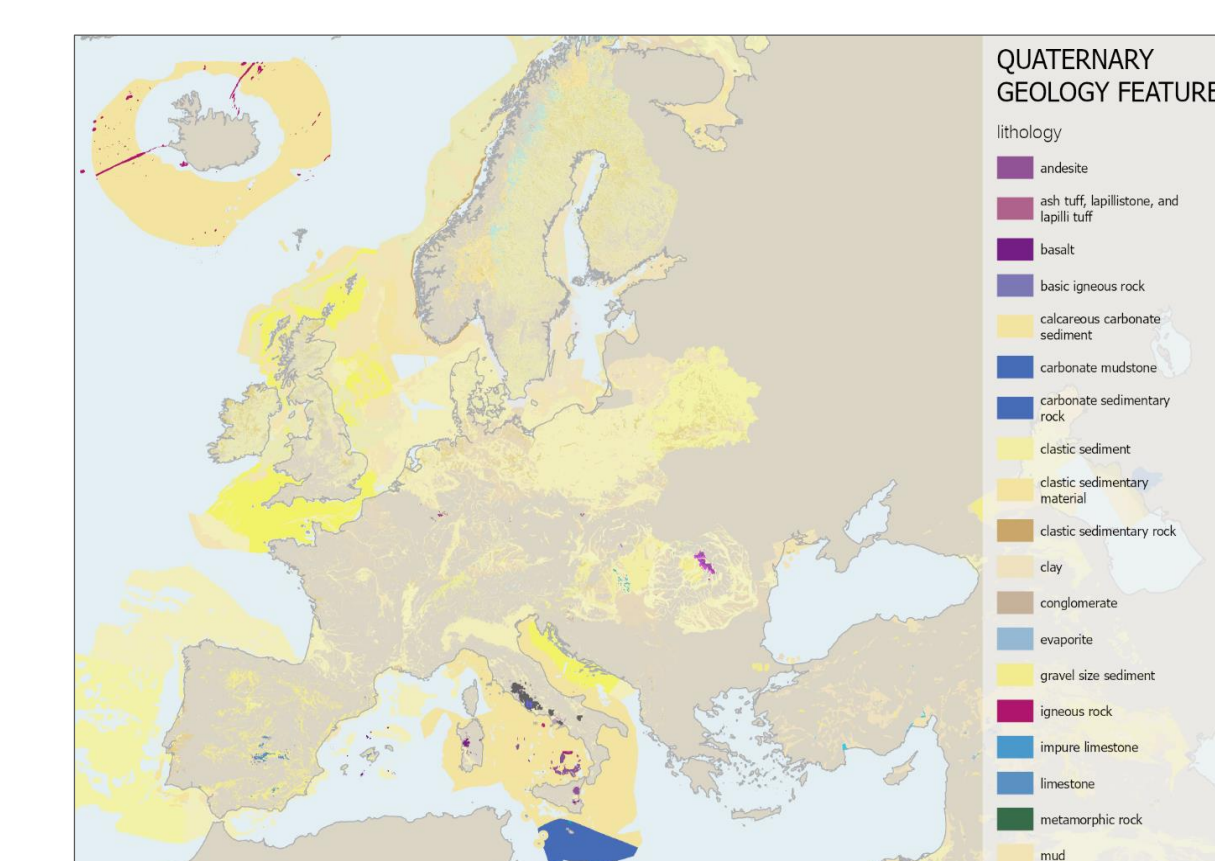 QUATERNARY
GEOLOGY FEATURE
lithology
andesite
ash tuff, lapillistone, and
lapilli tuff
basalt
basic igneous rock
calcareous carbonate
sediment
carbonate mudstone
carbonate sedimentary
rock
clastic sediment
clastic sedimentary
material
clastic sedimentary rock
clay
conglomerate
evaporite
gravel size sediment
igneous rock
impure limestone
limestone
metamorphic rock
mud